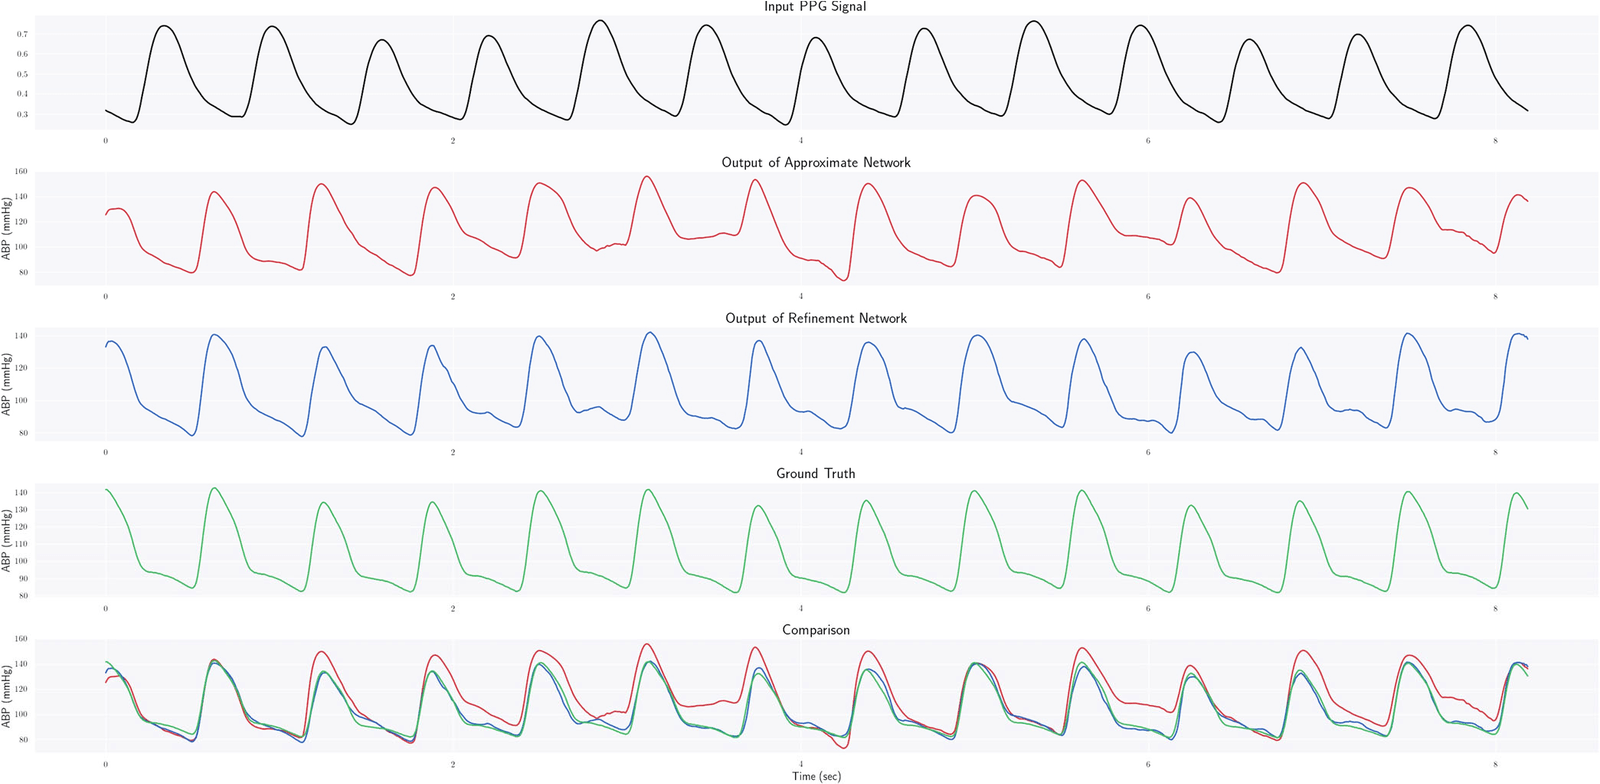 Input PPG Signal
0.7
0.6
0.5
0.4
0.3
0 2 4 6 8
Output of Approximate Network
ABP (mmHg)
160
140
120
100
80
0 2 4 6 8
Output of Refinement Network
ABP (mmHg)
140
120
100
80
0 2 4 6 8
Ground Truth
ABP (mmHg)
140
130
120
110
100
90
80
0 2 4 6 8
Comparison
ABP (mmHg)
160
140
120
100
80
0 2 4 6 8
Time (sec)